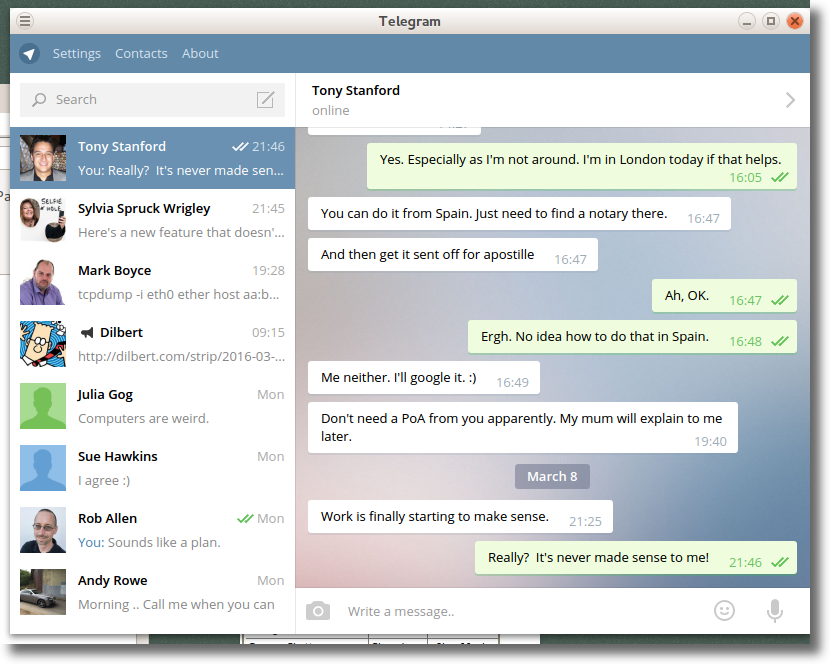 Telegram
Settings Contacts About
Search
Tony Stanford 21:46
You: Really?  It's never made sen...
Sylvia Spruck Wrigley 21:45
Here's a new feature that doesn'...
Mark Boyce 19:28
tcpdump -i eth0 ether host aa:b...
Dilbert 09:15
http://dilbert.com/strip/2016-03-...
Julia Gog Mon
Computers are weird.
Sue Hawkins Mon
I agree :)
Rob Allen Mon
You: Sounds like a plan.
Andy Rowe Mon
Morning .. Call me when you can
Tony Stanford
online
Yes. Especially as I'm not around. I'm in London today if that helps.
16:05
You can do it from Spain. Just need to find a notary there. 16:47
And then get it sent off for apostille 16:47
Ah, OK. 16:47
Ergh. No idea how to do that in Spain. 16:48
Me neither. I'll google it. :) 16:49
Don't need a PoA from you apparently. My mum will explain to me
later.
19:40
March 8
Work is finally starting to make sense. 21:25
Really?  It's never made sense to me! 21:46
Write a message..
SELFIE
Pa